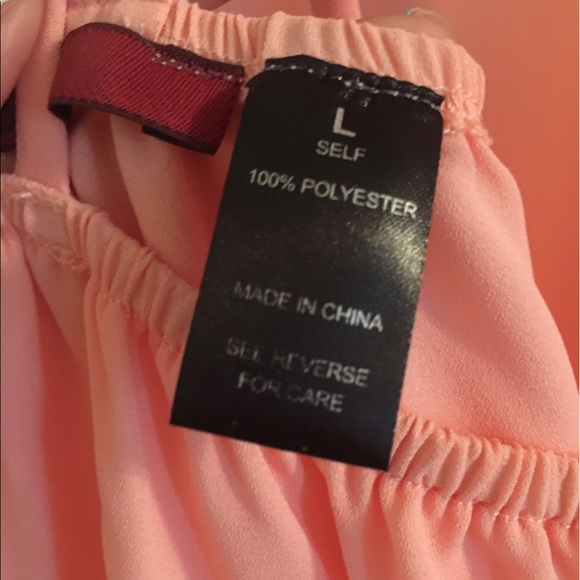 L
SELF
100% POLYESTER
MADE IN CHINA
SEE REVERSE
FOR CARE